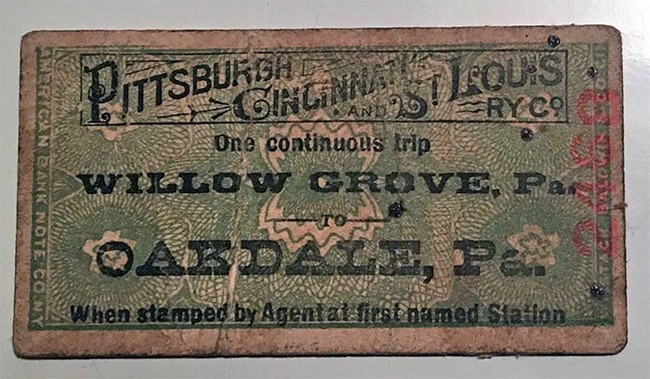 PITTSBURGH CINCINNATI AND ST LOUIS RY CO
One continuous trip
WILLOW GROVE, Pa.
TO
OAKDALE, Pa.
When stamped by Agent at first named Station
AMERICAN BANK NOTE CO. NY